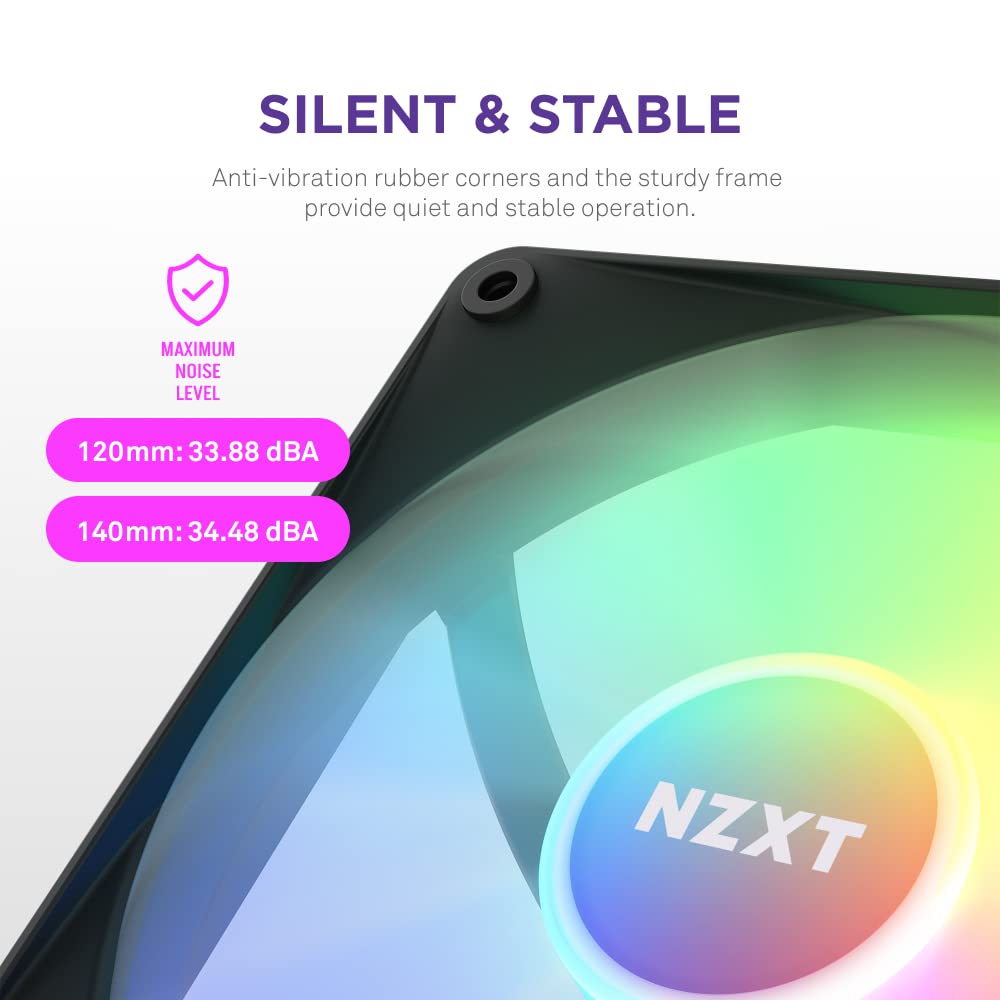 SILENT & STABLE
Anti-vibration rubber corners and the sturdy frame
provide quiet and stable operation.
MAXIMUM
NOISE
LEVEL
120mm: 33.88 dBA
140mm: 34.48 dBA
NZXT